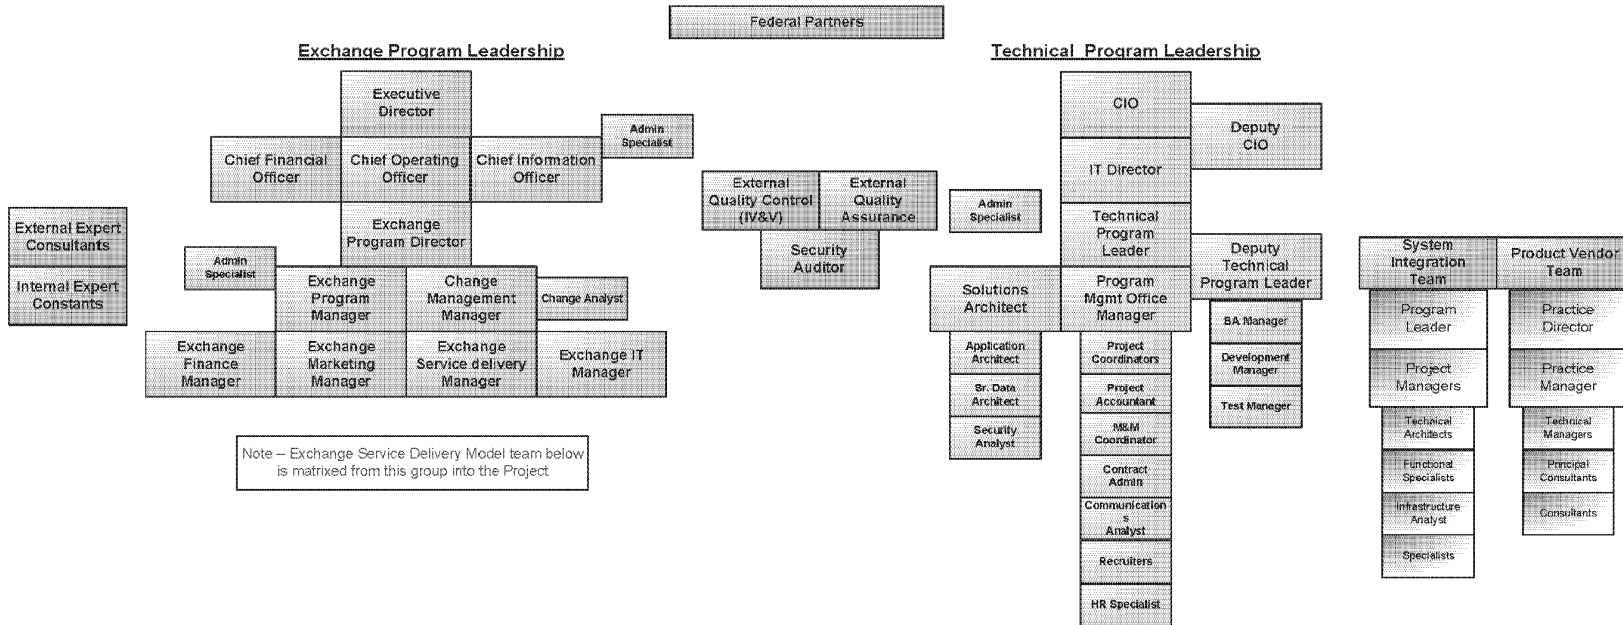 Federal Partners
Exchange Program Leadership
Executive
Director
Admin
Specialist
Chief Financial
Officer
Chief Operating
Officer
Chief Information
Officer
Exchange
Program Director
External Expert
Consultants
Internal Expert
Constants
Admin
Specialist
Exchange
Program
Manager
Change
Management
Manager
Change Analyst
Exchange
Finance
Manager
Exchange
Marketing
Manager
Exchange
Service delivery
Manager
Exchange IT
Manager
Note – Exchange Service Delivery Model team below
is matrixed from this group into the Project
External
Quality Control
(IV&V)
External
Quality
Assurance
Security
Auditor
Technical Program Leadership
CIO
Deputy
CIO
IT Director
Admin
Specialist
Technical
Program
Leader
Deputy
Technical
Program Leader
Solutions
Architect
Program
Mgmt Office
Manager
Application
Architect
Sr. Data
Architect
Security
Analyst
Project
Coordinators
Project
Accountant
M&M
Coordinator
Contract
Admin
Communication
s
Analyst
Recruiters
HR Specialist
BA Manager
Development
Manager
Test Manager
System
Integration
Team
Product Vendor
Team
Program
Leader
Project
Managers
Technical
Architects
Functional
Specialists
Infrastructure
Analyst
Specialists
Practice
Director
Practice
Manager
Technical
Managers
Principal
Consultants
Consultants